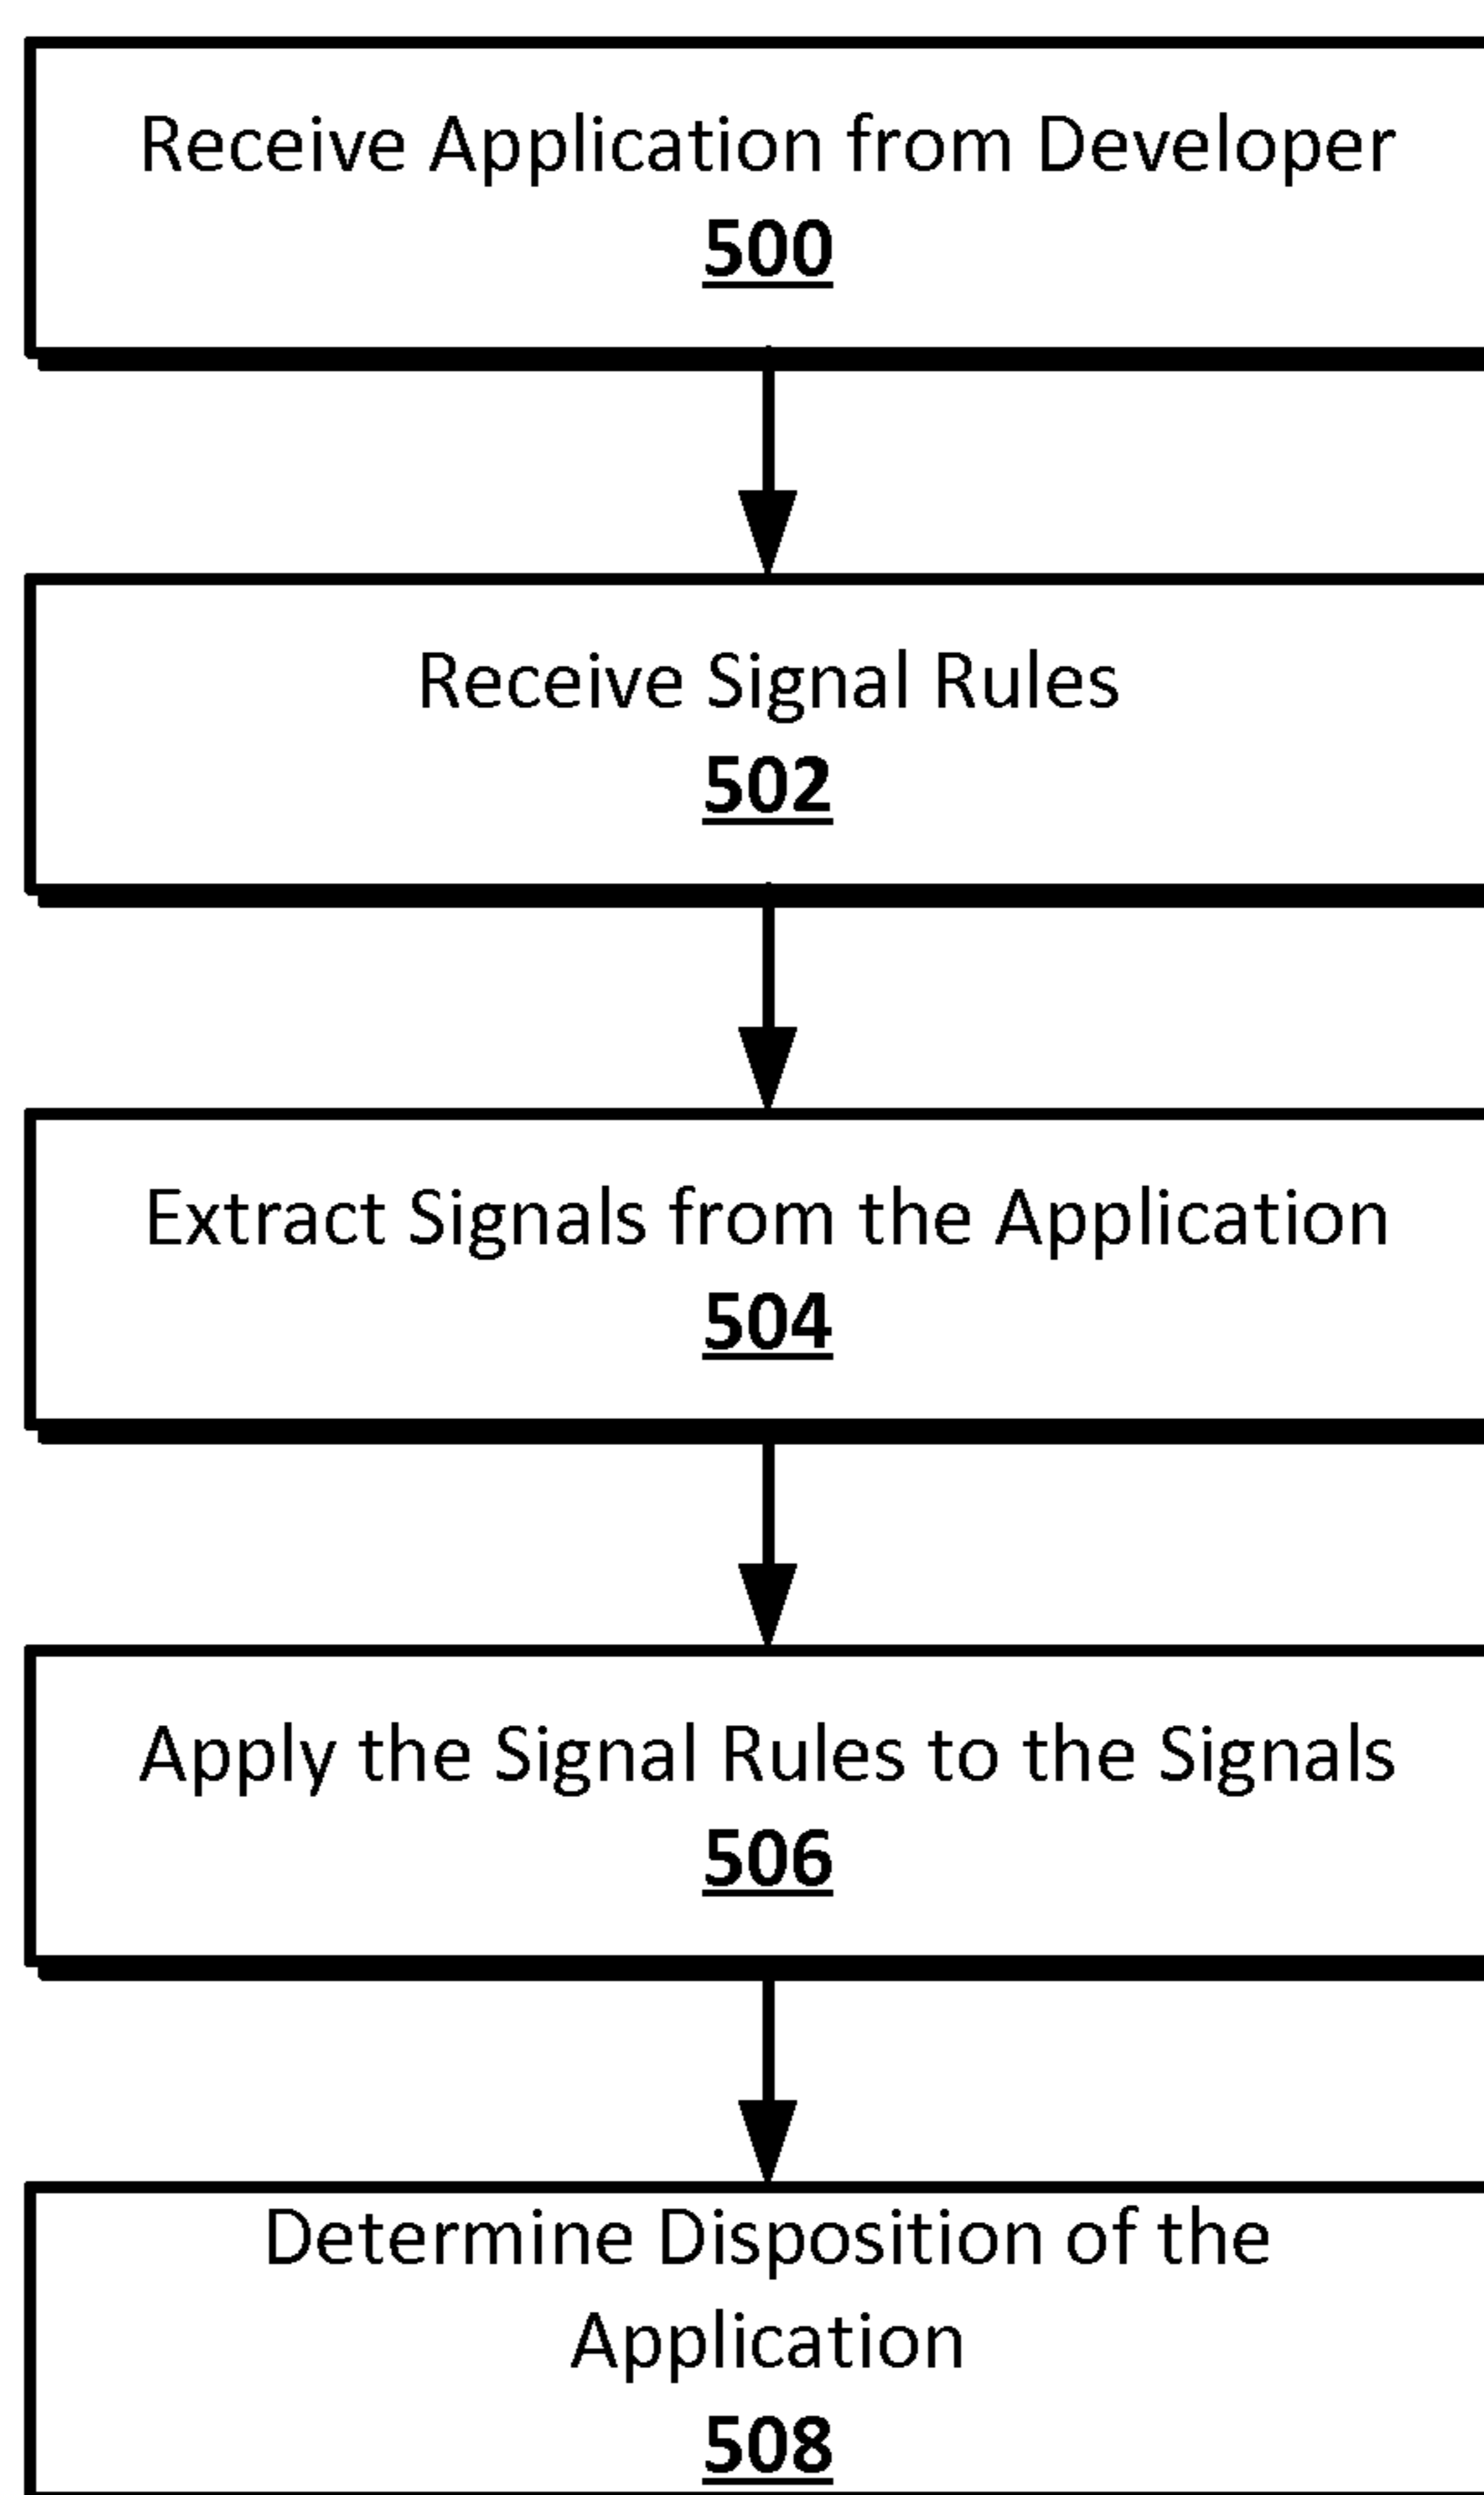 Receive Application from Developer
500
Receive Signal Rules
502
Extract Signals from the Application
504
Apply the Signal Rules to the Signals
506
Determine Disposition of the
Application
508